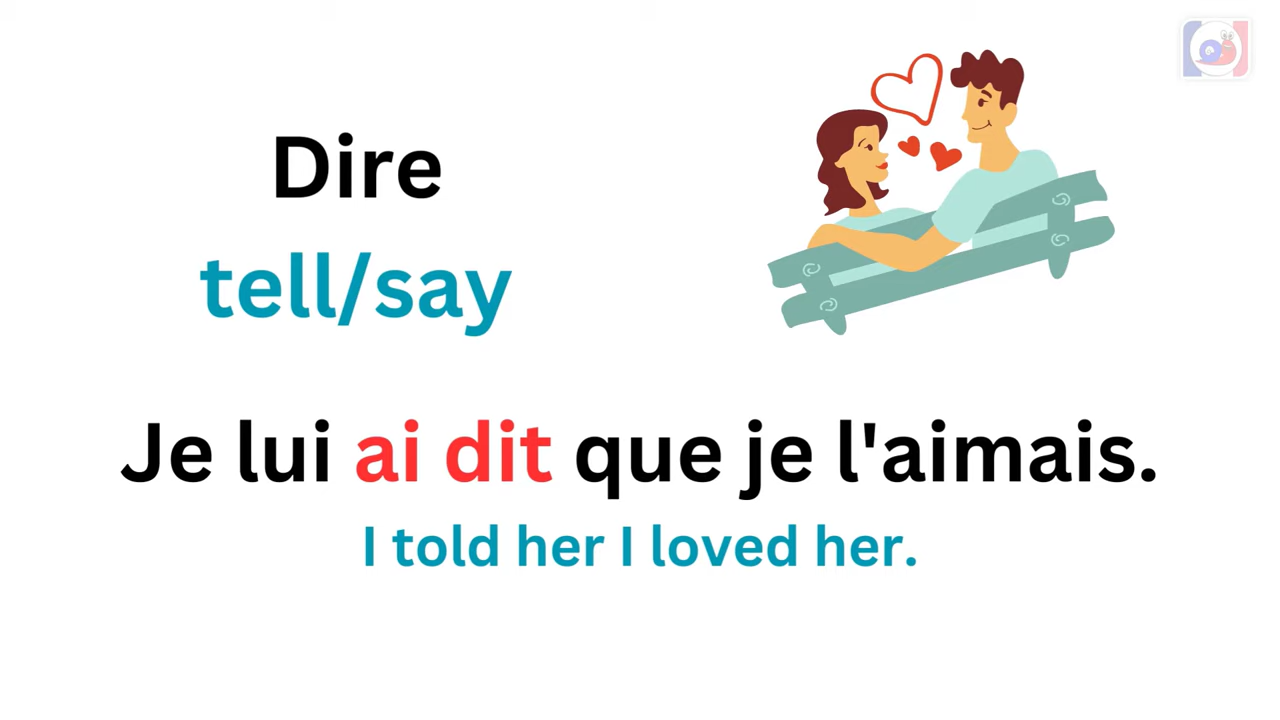 Dire
tell/say
Je lui ai dit que je l'aimais.
I told her I loved her.